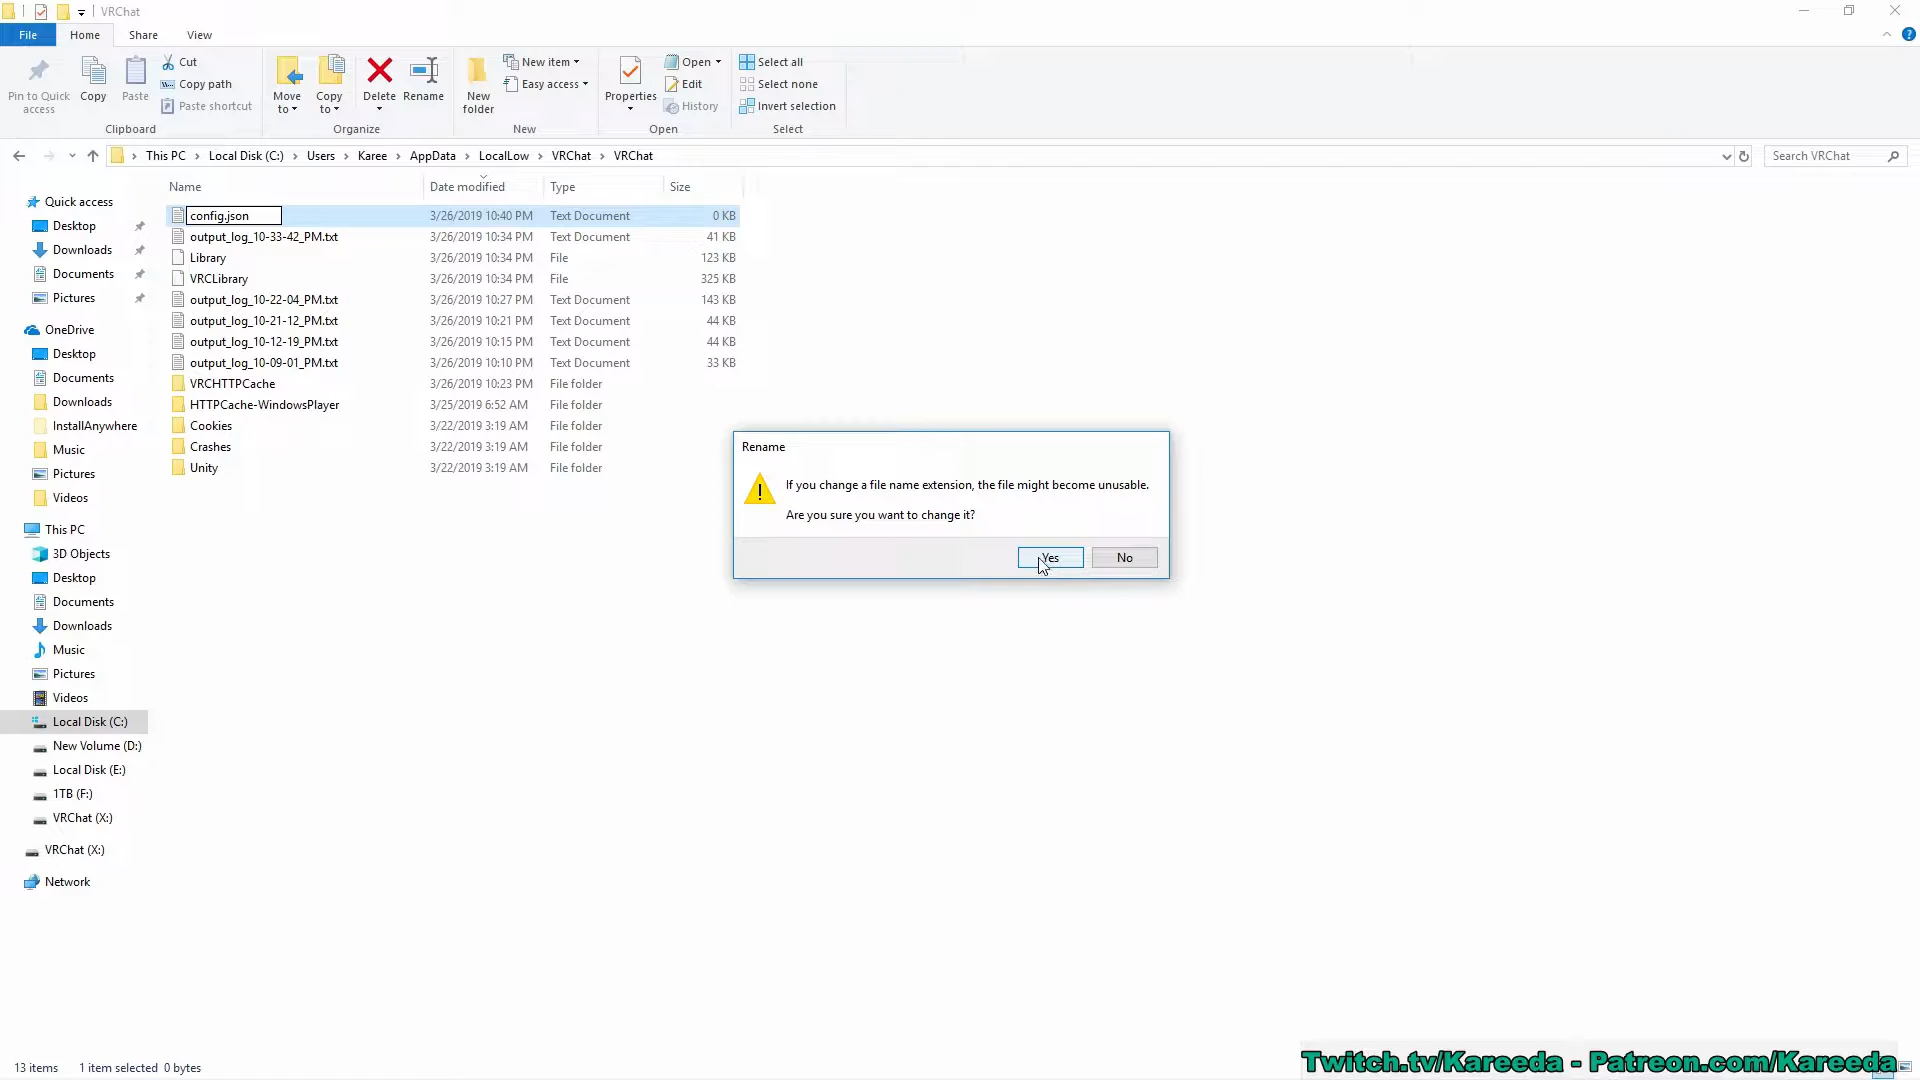 VRChat
File Home Share View
Pin to Quick access
Copy
Paste
Cut
Copy path
Paste shortcut
Clipboard
Move to
Copy to
Delete
Rename
Organize
New folder
New item
Easy access
New
Properties
Open
Edit
History
Open
Select all
Select none
Invert selection
Select
This PC > Local Disk (C:) > Users > Karee > AppData > LocalLow > VRChat > VRChat
Search VRChat
Name Date modified Type Size
config.json 3/26/2019 10:40 PM Text Document 0 KB
output_log_10-33-42_PM.txt 3/26/2019 10:34 PM Text Document 41 KB
Library 3/26/2019 10:34 PM File 123 KB
VRCLibrary 3/26/2019 10:34 PM File 325 KB
output_log_10-22-04_PM.txt 3/26/2019 10:27 PM Text Document 143 KB
output_log_10-21-12_PM.txt 3/26/2019 10:21 PM Text Document 44 KB
output_log_10-12-19_PM.txt 3/26/2019 10:15 PM Text Document 44 KB
output_log_10-09-01_PM.txt 3/26/2019 10:10 PM Text Document 33 KB
VRCHTTPCache 3/26/2019 10:23 PM File folder
HTTPCache-WindowsPlayer 3/25/2019 6:52 AM File folder
Cookies 3/22/2019 3:19 AM File folder
Crashes 3/22/2019 3:19 AM File folder
Unity 3/22/2019 3:19 AM File folder
Quick access
Desktop
Downloads
Documents
Pictures
OneDrive
Desktop
Documents
Downloads
InstallAnywhere
Music
Pictures
Videos
This PC
3D Objects
Desktop
Documents
Downloads
Music
Pictures
Videos
Local Disk (C:)
New Volume (D:)
Local Disk (E:)
1TB (F:)
VRChat (X:)
VRChat (X:)
Network
Rename
If you change a file name extension, the file might become unusable.
Are you sure you want to change it?
Yes No
13 items 1 item selected 0 bytes
Twitch.tv/Kareeda - Patreon.com/Kareeda